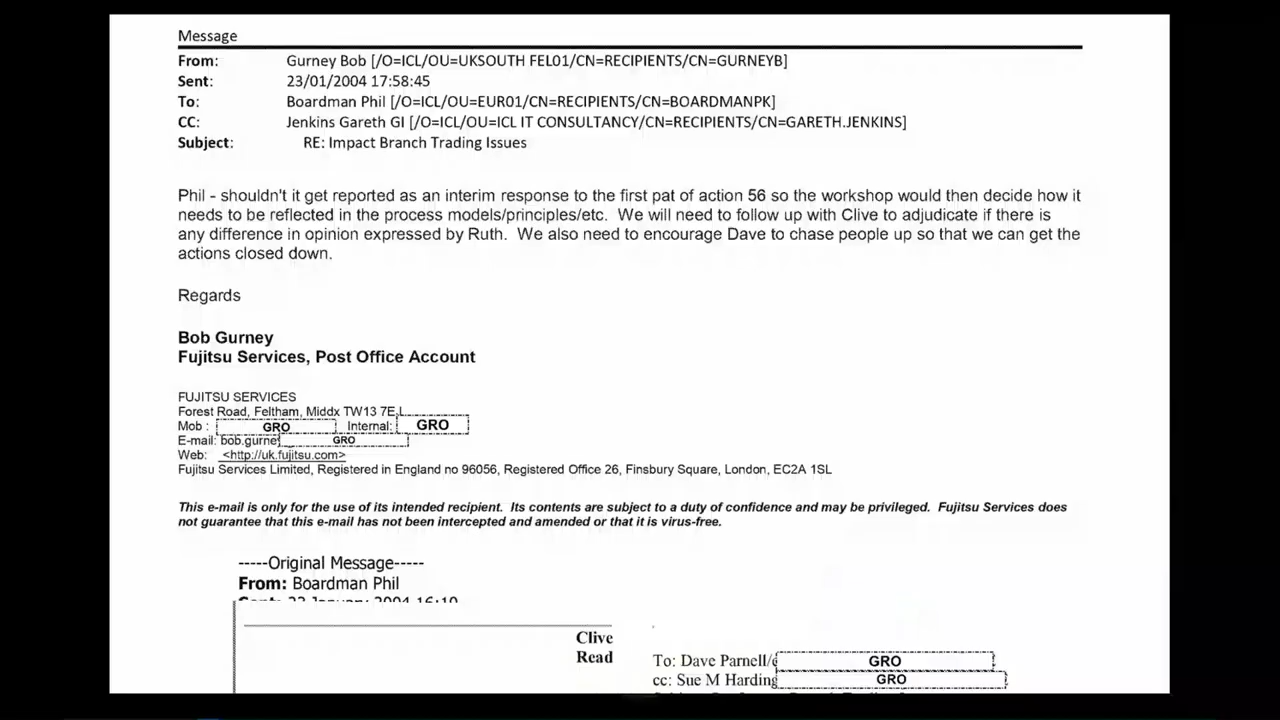 Message
From: Gurney Bob [/O=ICL/OU=UKSOUTH FEL01/CN=RECIPIENTS/CN=GURNEYB]
Sent: 23/01/2004 17:58:45
To: Boardman Phil [/O=ICL/OU=EUR01/CN=RECIPIENTS/CN=BOARDMANPK]
CC: Jenkins Gareth GI [/O=ICL/OU=ICL IT CONSULTANCY/CN=RECIPIENTS/CN=GARETH.JENKINS]
Subject: RE: Impact Branch Trading Issues
Phil - shouldn't it get reported as an interim response to the first pat of action 56 so the workshop would then decide how it
needs to be reflected in the process models/principles/etc. We will need to follow up with Clive to adjudicate if there is
any difference in opinion expressed by Ruth. We also need to encourage Dave to chase people up so that we can get the
actions closed down.
Regards
Bob Gurney
Fujitsu Services, Post Office Account
FUJITSU SERVICES
Forest Road, Feltham, Middx TW13 7EJ
Mob : GRO Internal: GRO
E-mail: bob.gurne GRO
Web: <http://uk.fujitsu.com>
Fujitsu Services Limited, Registered in England no 96056, Registered Office 26, Finsbury Square, London, EC2A 1SL
This e-mail is only for the use of its intended recipient. Its contents are subject to a duty of confidence and may be privileged. Fujitsu Services does
not guarantee that this e-mail has not been intercepted and amended or that it is virus-free.
-----Original Message-----
From: Boardman Phil
Sent: 23 January 2004 16:10
Clive
Read
To: Dave Parnell/ GRO
cc: Sue M Harding GRO